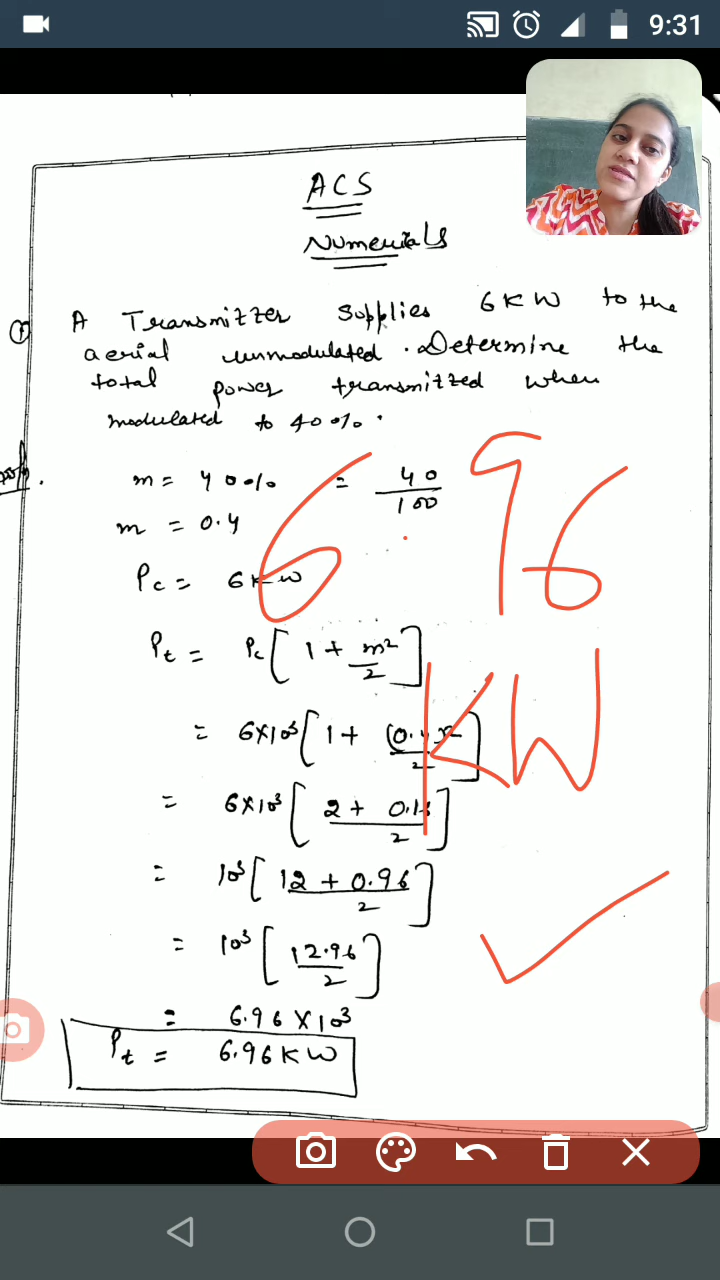 9:31
ACS
Numericals
① A Transmitter supplies 6KW to the
aerial unmodulated. Determine the
total power transmitted when
modulated to 40%.
m = 40% = 40/100
m = 0.4
Pc = 6KW
Pt = Pc[1 + m²/2]
= 6×10³[1 + (0.4)²/2]
= 6×10³[2 + 0.16/2]
= 10³[12 + 0.96/2]
= 10³[12.96/2]
= 6.96×10³
Pt = 6.96KW
6.96
KW